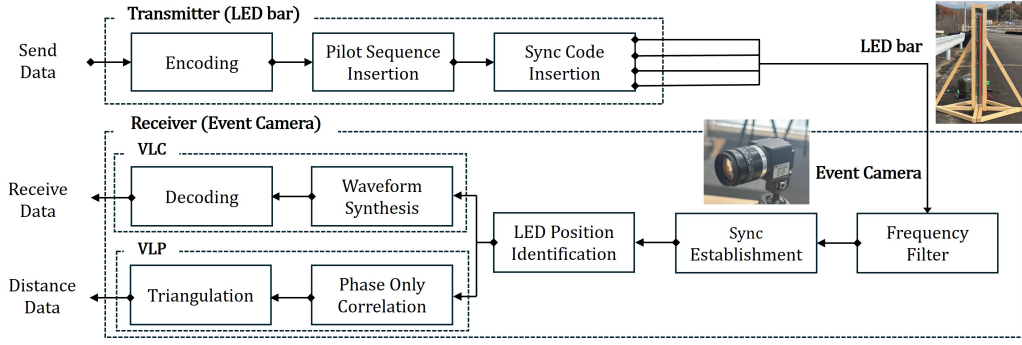 Transmitter (LED bar)
Send
Data
Encoding
Pilot Sequence
Insertion
Sync Code
Insertion
LED bar
Receiver (Event Camera)
VLC
Event Camera
Receive
Data
Decoding
Waveform
Synthesis
LED Position
Identification
Sync
Establishment
Frequency
Filter
VLP
Distance
Data
Triangulation
Phase Only
Correlation